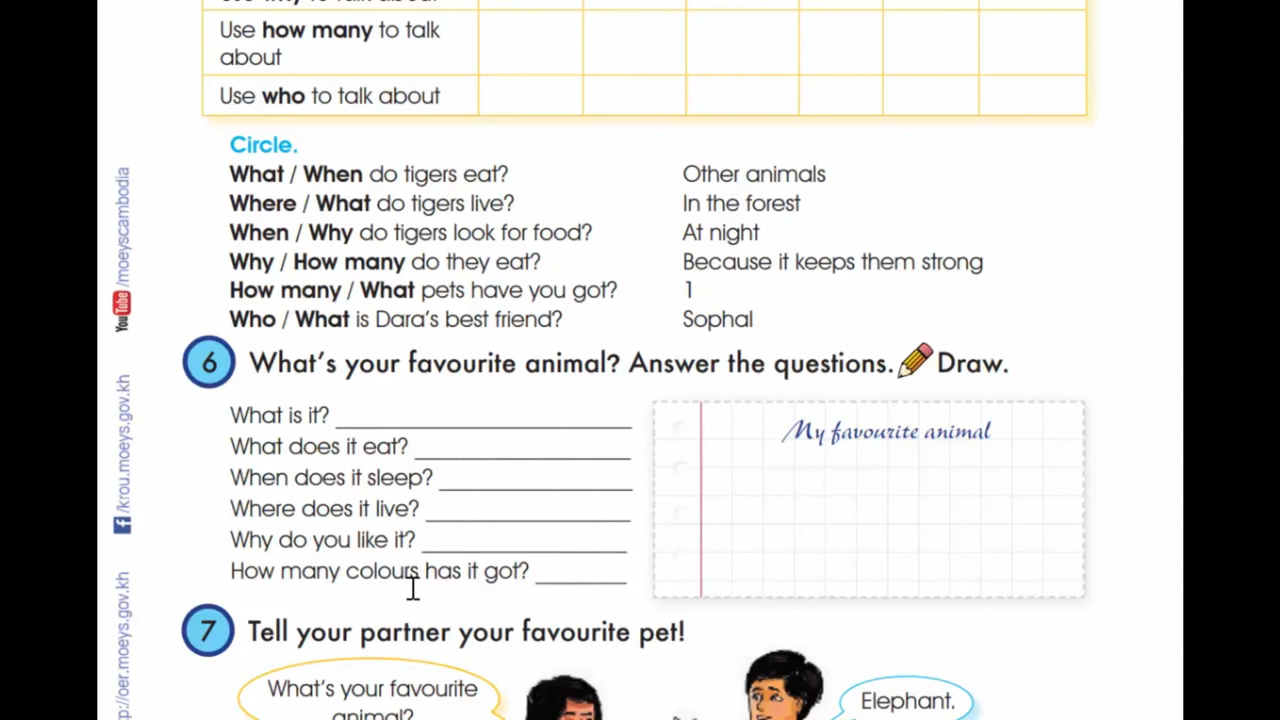 Use how many to talk
about
Use who to talk about
Circle.
What / When do tigers eat? Other animals
Where / What do tigers live? In the forest
When / Why do tigers look for food? At night
Why / How many do they eat? Because it keeps them strong
How many / What pets have you got? 1
Who / What is Dara's best friend? Sophal
6 What's your favourite animal? Answer the questions. Draw.
What is it?
What does it eat?
When does it sleep?
Where does it live?
Why do you like it?
How many colours has it got?
My favourite animal
7 Tell your partner your favourite pet!
What's your favourite
animal?
Elephant.
YouTube /moeyscambodia
f /krou.moeys.gov.kh
http://oer.moeys.gov.kh